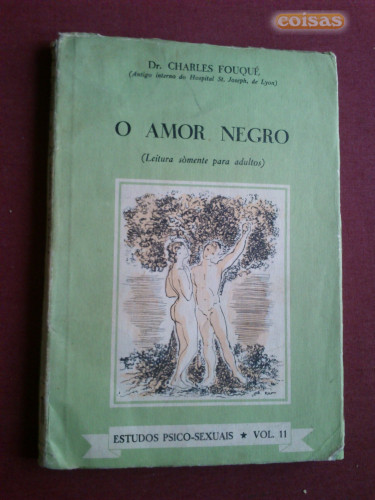 coisas
Dr. CHARLES FOUQUÉ
(Antigo interno do Hospital St. Joseph, de Lyon)
O AMOR NEGRO
(Leitura sòmente para adultos)
ESTUDOS PSICO-SEXUAIS ★ VOL. 11